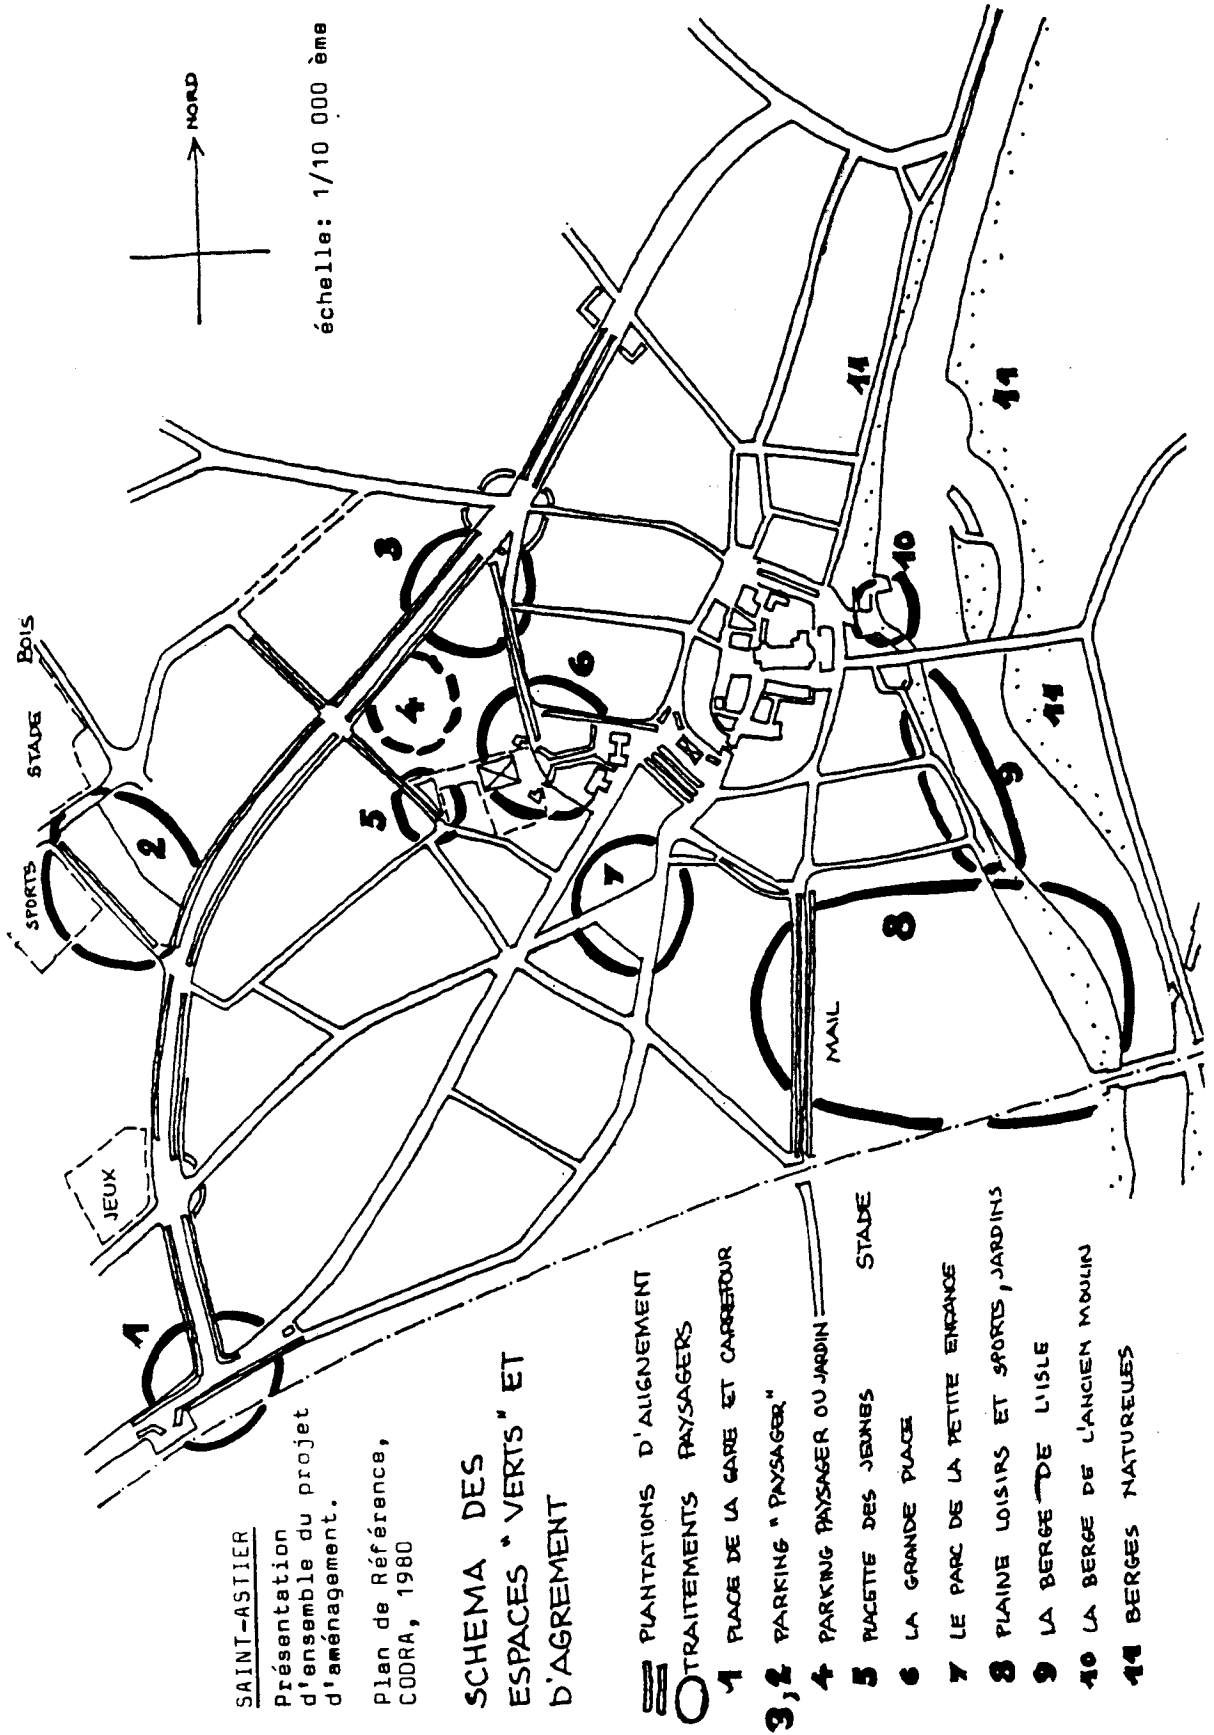 SAINT-ASTIER
Présentation
d'ensemble du projet
d'aménagement.
Plan de Référence,
CODRA, 1980
SCHEMA DES
ESPACES "VERTS" ET
D'AGREMENT
PLANTATIONS D'ALIGNEMENT
TRAITEMENTS PAYSAGERS
1 PLACE DE LA GARE ET CARREFOUR
3,2 PARKING "PAYSAGER"
4 PARKING PAYSAGER OU JARDIN
5 PLACETTE DES JEUNES STADE
6 LA GRANDE PLACE
7 LE PARC DE LA PETITE ENFANCE
8 PLAINE LOISIRS ET SPORTS, JARDINS
9 LA BERGE DE L'ISLE
10 LA BERGE DE L'ANCIEN MOULIN
11 BERGES NATURELLES
NORD
échelle: 1/10 000 ème
BOIS
STADE
SPORTS
JEUX
MAIL
1
2
3
4
5
6
7
8
9
10
11
11
11